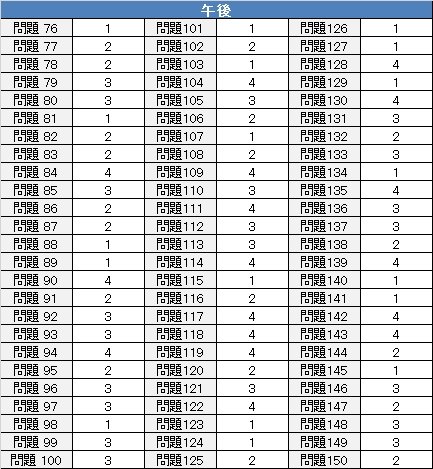 午後
問題 76 1 問題101 1 問題126 1
問題 77 2 問題102 2 問題127 1
問題 78 2 問題103 1 問題128 4
問題 79 3 問題104 4 問題129 1
問題 80 3 問題105 3 問題130 4
問題 81 1 問題106 2 問題131 3
問題 82 2 問題107 1 問題132 2
問題 83 2 問題108 2 問題133 3
問題 84 4 問題109 4 問題134 1
問題 85 3 問題110 3 問題135 4
問題 86 2 問題111 4 問題136 3
問題 87 2 問題112 3 問題137 3
問題 88 1 問題113 3 問題138 2
問題 89 1 問題114 4 問題139 4
問題 90 4 問題115 1 問題140 1
問題 91 2 問題116 2 問題141 1
問題 92 3 問題117 4 問題142 4
問題 93 3 問題118 4 問題143 4
問題 94 4 問題119 4 問題144 2
問題 95 2 問題120 2 問題145 1
問題 96 3 問題121 3 問題146 3
問題 97 3 問題122 4 問題147 2
問題 98 1 問題123 1 問題148 3
問題 99 3 問題124 1 問題149 3
問題 100 3 問題125 2 問題150 2